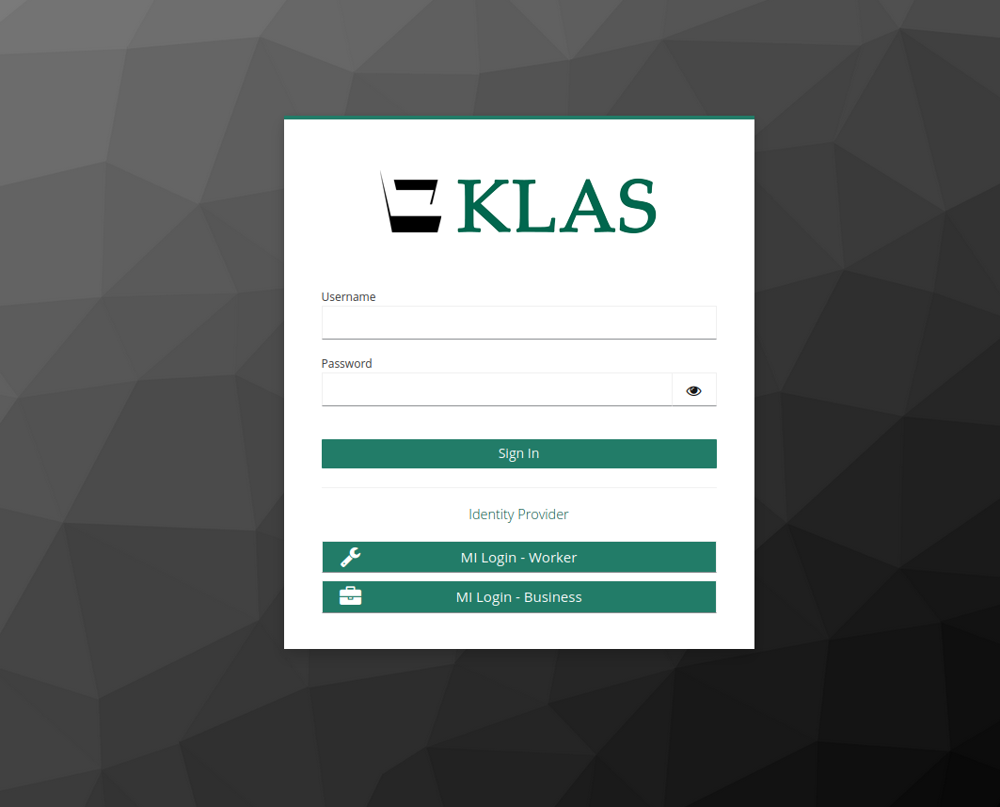 KLAS
Username
Password
Sign In
Identity Provider
MI Login - Worker
MI Login - Business